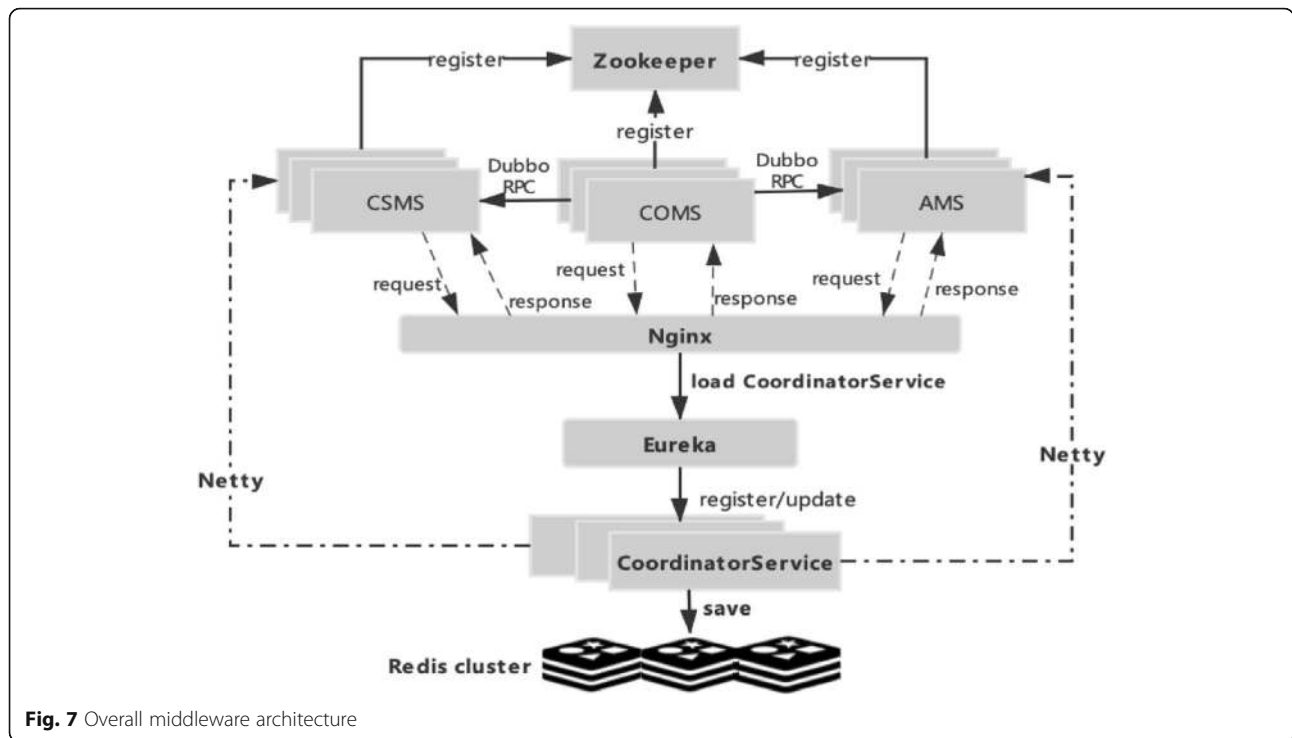 register
Zookeeper
register
register
Dubbo
RPC
Dubbo
RPC
CSMS
COMS
AMS
request
response
request
response
request
response
Nginx
load CoordinatorService
Eureka
Netty
Netty
register/update
CoordinatorService
save
Redis cluster
Fig. 7 Overall middleware architecture